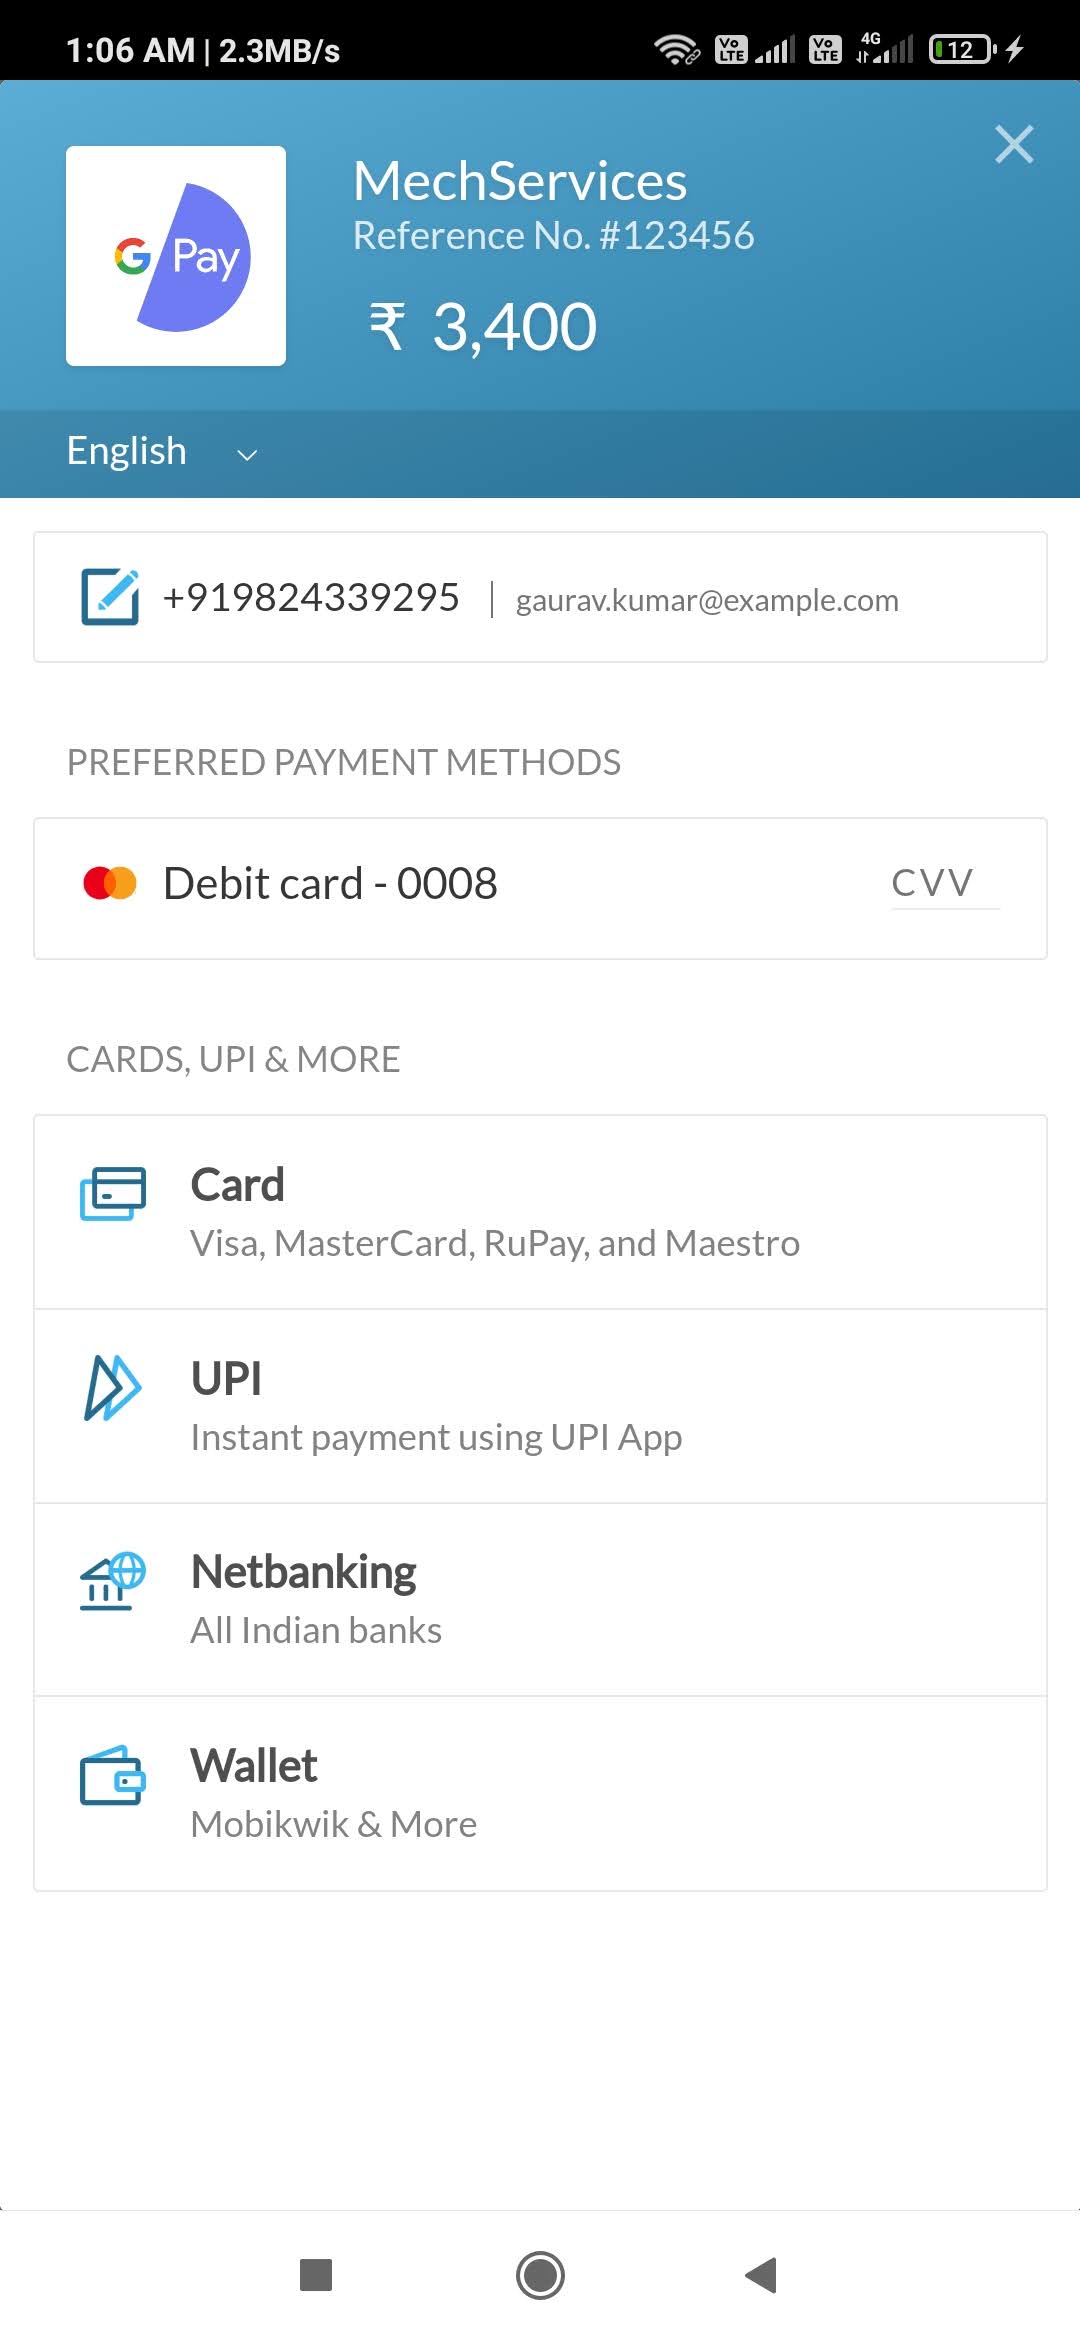 1:06 AM | 2.3MB/s
Vo LTE Vo LTE 4G 12
G Pay
MechServices
Reference No. #123456
₹ 3,400
English
+919824339295 | gaurav.kumar@example.com
PREFERRED PAYMENT METHODS
Debit card - 0008 CVV
CARDS, UPI & MORE
Card
Visa, MasterCard, RuPay, and Maestro
UPI
Instant payment using UPI App
Netbanking
All Indian banks
Wallet
Mobikwik & More